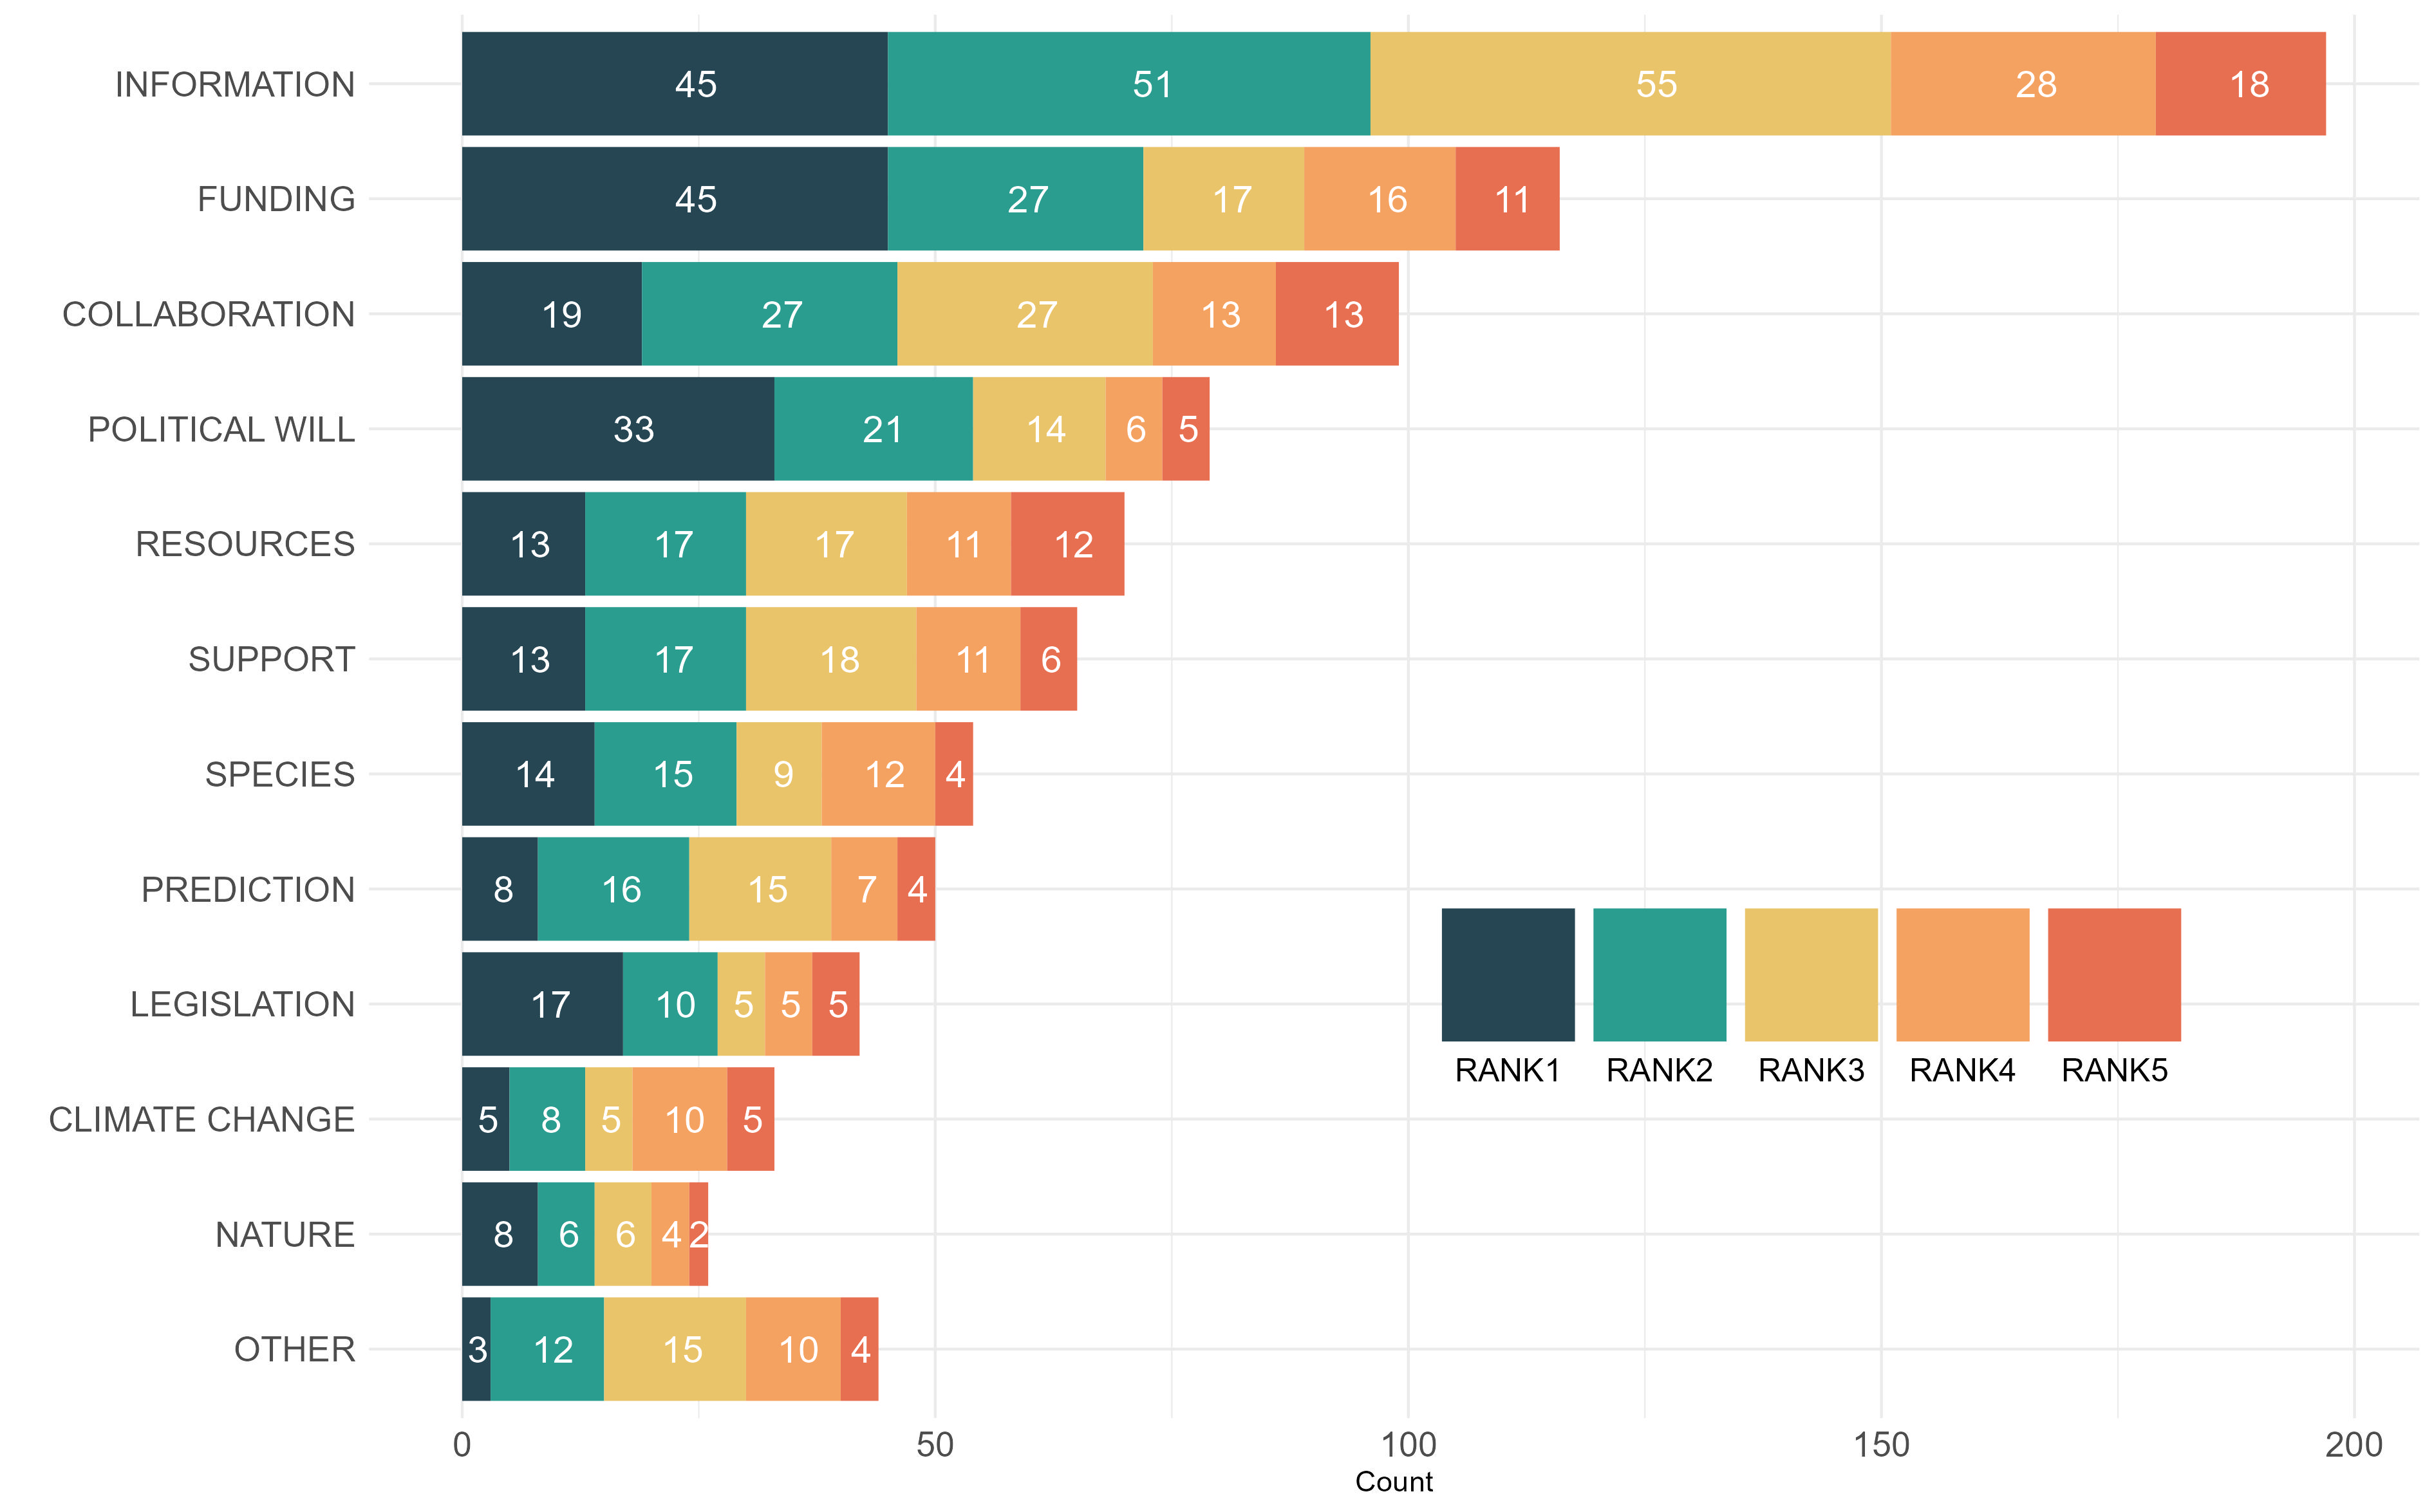 INFORMATION 45 51 55 28 18
FUNDING 45 27 17 16 11
COLLABORATION 19 27 27 13 13
POLITICAL WILL 33 21 14 6 5
RESOURCES 13 17 17 11 12
SUPPORT 13 17 18 11 6
SPECIES 14 15 9 12 4
PREDICTION 8 16 15 7 4
LEGISLATION 17 10 5 5 5
RANK1 RANK2 RANK3 RANK4 RANK5
CLIMATE CHANGE 5 8 5 10 5
NATURE 8 6 6 4 2
OTHER 3 12 15 10 4
0 50 100 150 200
Count